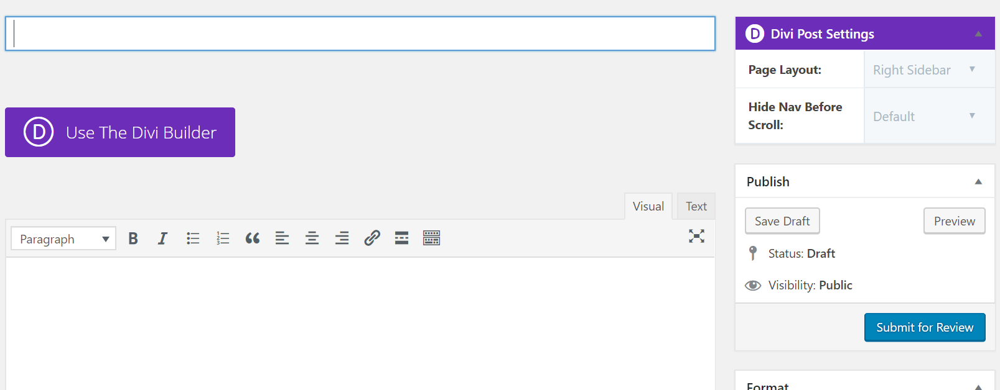 D Divi Post Settings
Page Layout:
Right Sidebar
Hide Nav Before
Scroll:
Default
D Use The Divi Builder
Visual
Text
Paragraph
B I
Publish
Save Draft
Preview
Status: Draft
Visibility: Public
Submit for Review
Format